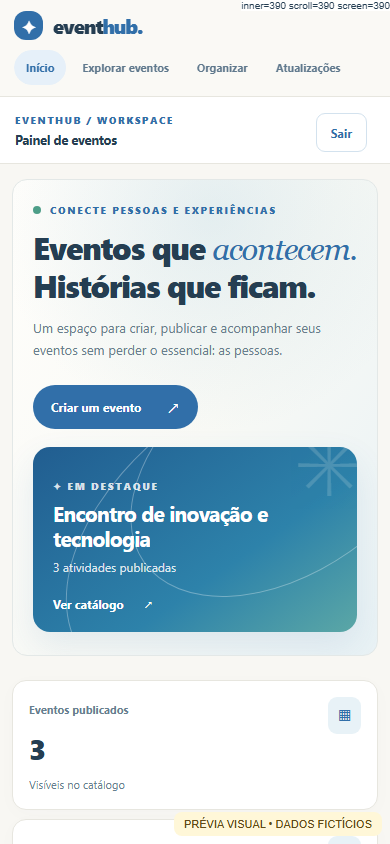 inner=390 scroll=390 screen=390
eventhub.
Início Explorar eventos Organizar Atualizações
EVENTHUB / WORKSPACE
Painel de eventos
Sair
CONECTE PESSOAS E EXPERIÊNCIAS
Eventos que acontecem.
Histórias que ficam.
Um espaço para criar, publicar e acompanhar seus
eventos sem perder o essencial: as pessoas.
Criar um evento ↗
✦ EM DESTAQUE
Encontro de inovação e
tecnologia
3 atividades publicadas
Ver catálogo ↗
Eventos publicados
3
Visíveis no catálogo
PRÉVIA VISUAL • DADOS FICTÍCIOS